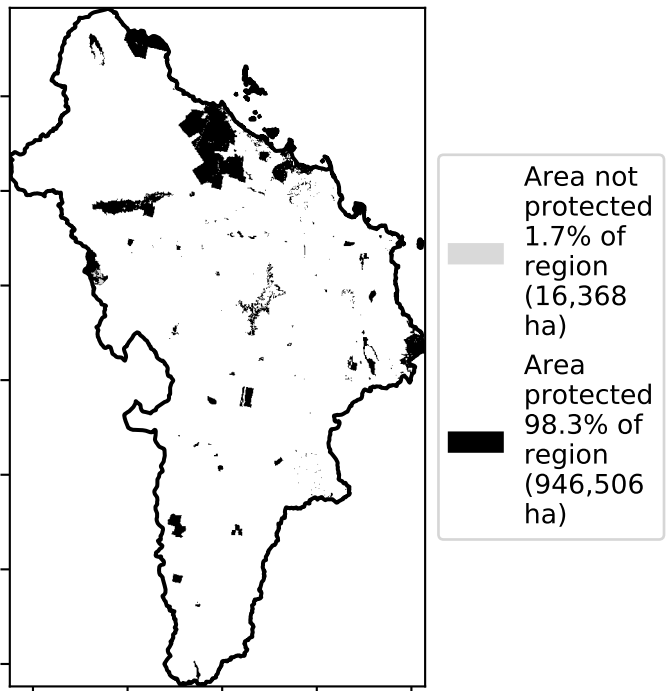 Area not
protected
1.7% of
region
(16,368
ha)
Area
protected
98.3% of
region
(946,506
ha)